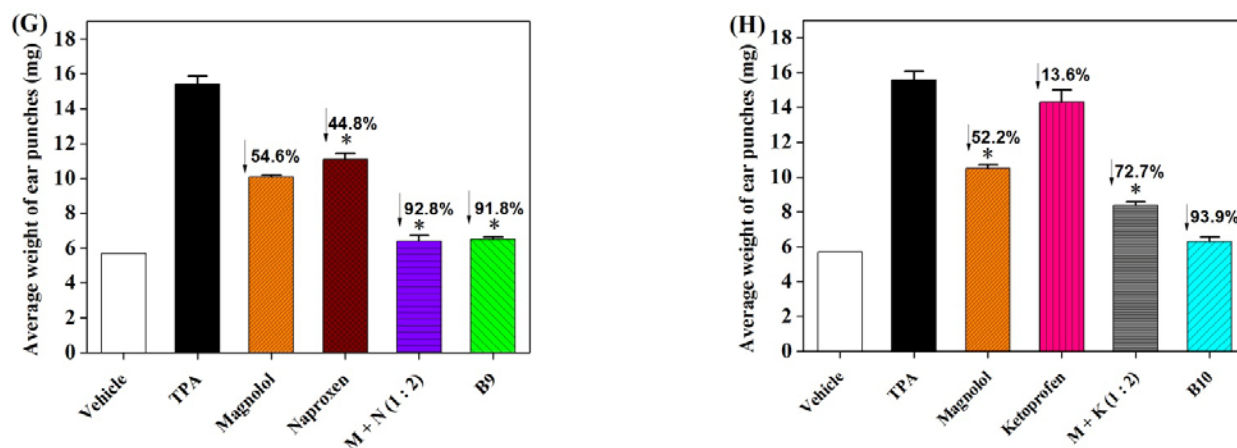 (G)
Average weight of ear punches (mg)
18
16
14
12
10
8
6
4
2
0
54.6%
44.8%
*
92.8%
*
91.8%
*
Vehicle
TPA
Magnolol
Naproxen
M + N (1 : 2)
B9
(H)
Average weight of ear punches (mg)
18
16
14
12
10
8
6
4
2
0
52.2%
*
13.6%
72.7%
*
93.9%
Vehicle
TPA
Magnolol
Ketoprofen
M + K (1 : 2)
B10